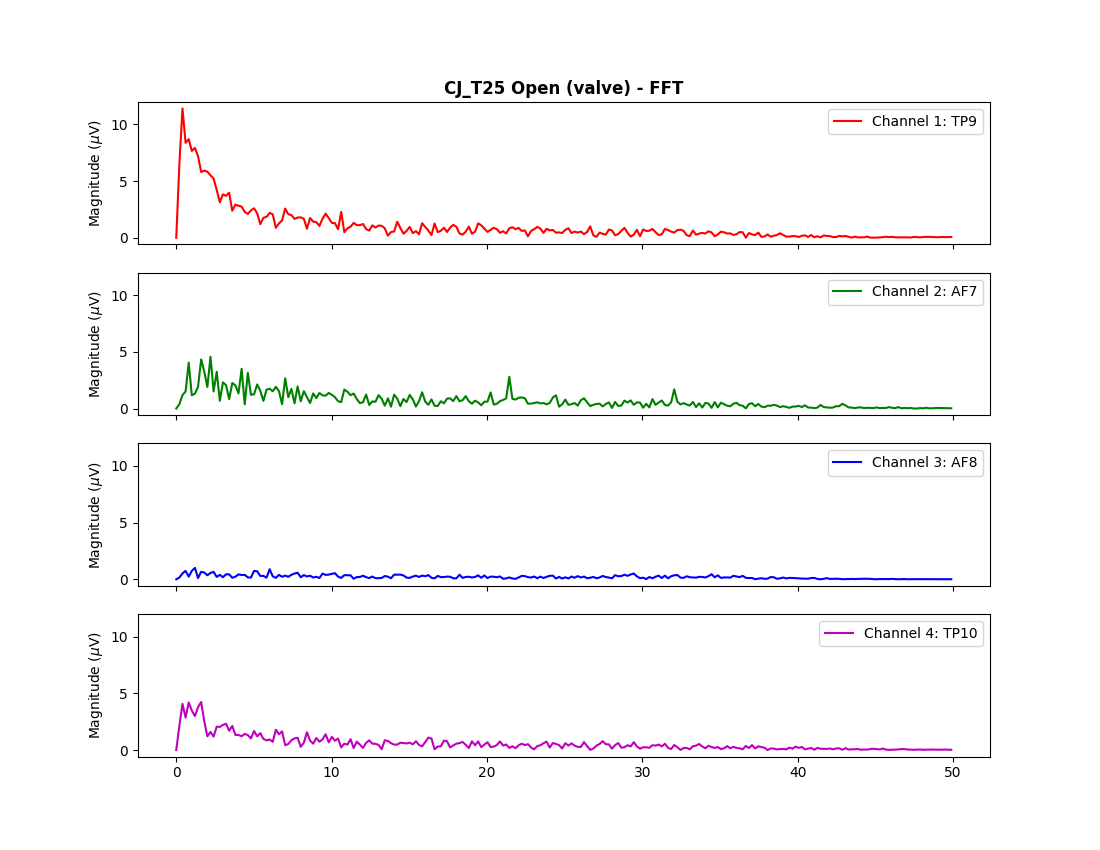 CJ_T25 Open (valve) - FFT
Magnitude (μV)
10
5
0
Channel 1: TP9
Magnitude (μV)
10
5
0
Channel 2: AF7
Magnitude (μV)
10
5
0
Channel 3: AF8
Magnitude (μV)
10
5
0
Channel 4: TP10
0 10 20 30 40 50